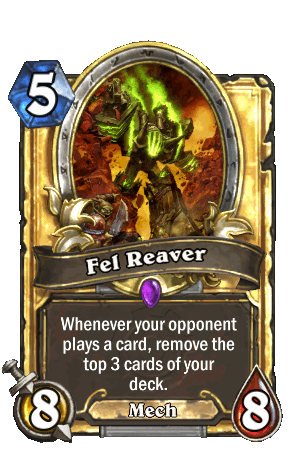 5
Fel Reaver
Whenever your opponent
plays a card, remove the
top 3 cards of your
deck.
8
Mech
8